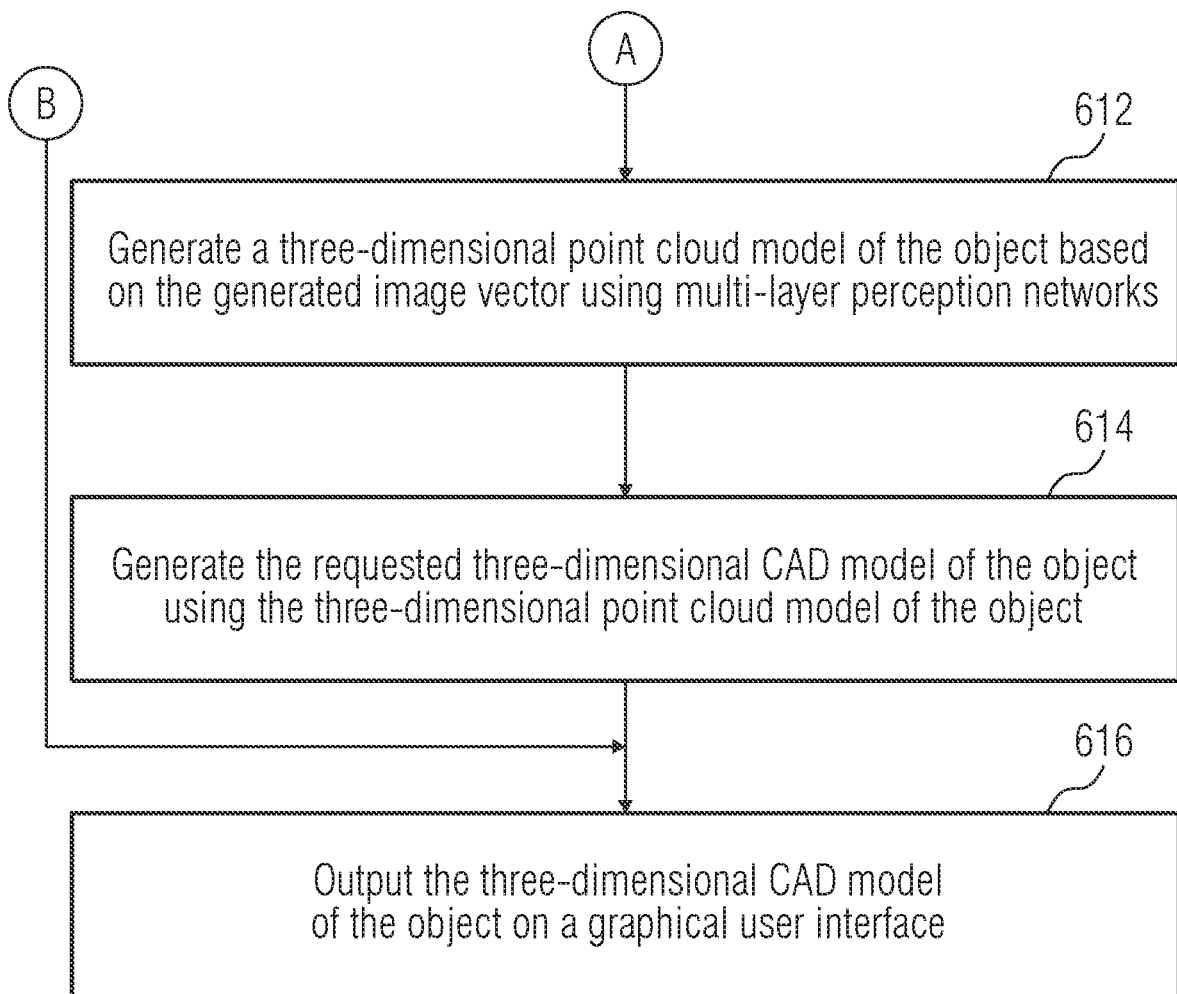 A
B
612
Generate a three-dimensional point cloud model of the object based
on the generated image vector using multi-layer perception networks
614
Generate the requested three-dimensional CAD model of the object
using the three-dimensional point cloud model of the object
616
Output the three-dimensional CAD model
of the object on a graphical user interface